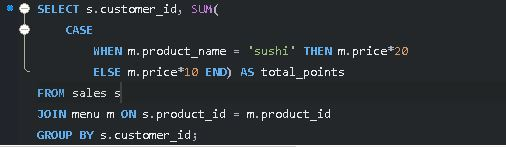 SELECT s.customer_id, SUM(
CASE
WHEN m.product_name = 'sushi' THEN m.price*20
ELSE m.price*10 END) AS total_points
FROM sales s
JOIN menu m ON s.product_id = m.product_id
GROUP BY s.customer_id;